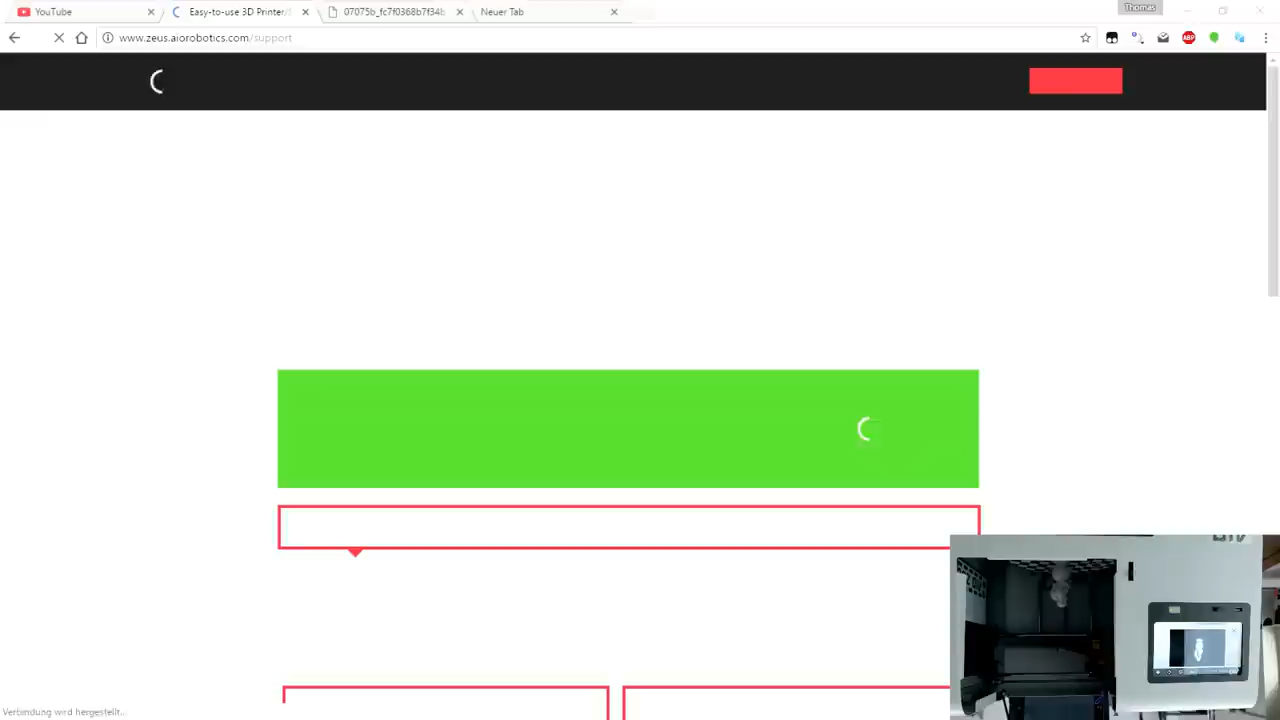 YouTube
Easy-to-use 3D Printer/S
07075b_fc7f0368b7f34b
Neuer Tab
Thomas
www.zeus.aiorobotics.com/support
ABP
Verbindung wird hergestellt...